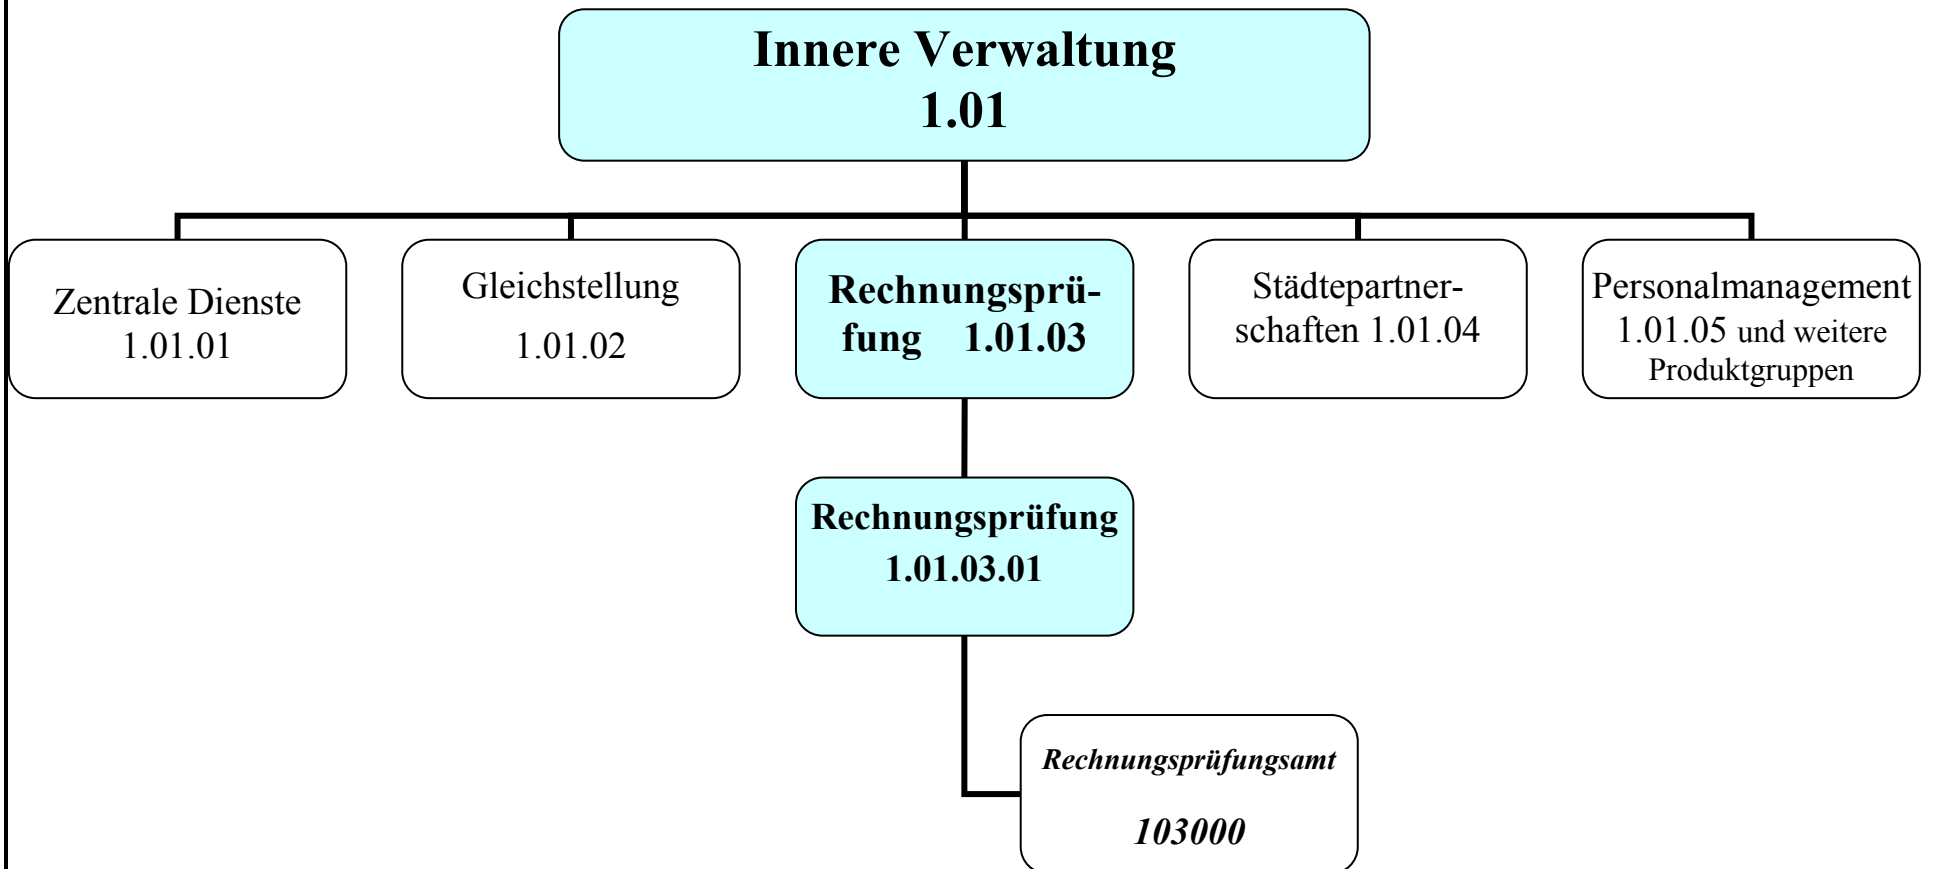 Innere Verwaltung
1.01
Zentrale Dienste
1.01.01
Gleichstellung
1.01.02
Rechnungsprü-
fung 1.01.03
Städtepartner-
schaften 1.01.04
Personalmanagement
1.01.05 und weitere
Produktgruppen
Rechnungsprüfung
1.01.03.01
Rechnungsprüfungsamt
103000